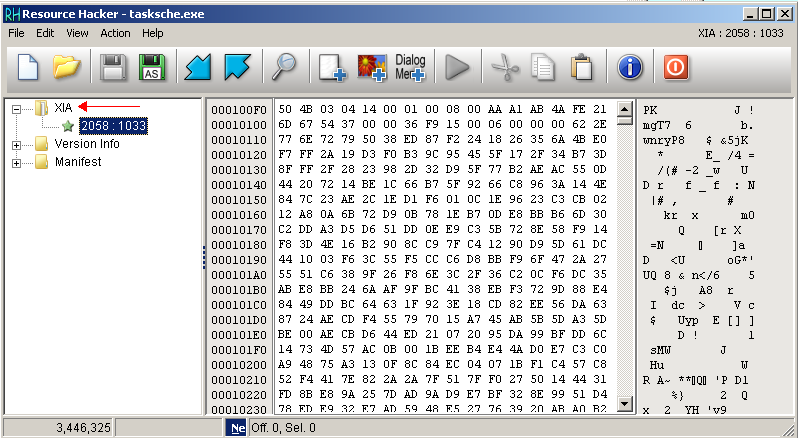 Resource Hacker - tasksche.exe
File Edit View Action Help XIA : 2058 : 1033
AS Dialog Men
XIA
2058 : 1033
Version Info
Manifest
000100F0 50 4B 03 04 14 00 01 00 08 00 AA A1 AB 4A FE 21 PK J !
00010100 6D 67 54 37 00 00 36 F9 15 00 06 00 00 00 62 2E mgT7 6 b.
00010110 77 6E 72 79 50 38 ED 87 F2 24 18 26 35 6A 4B E0 wnryP8 $ &5jK
00010120 F7 FF 2A 19 D3 F0 B3 9C 95 45 5F 17 2F 34 B7 3D * E_ /4 =
00010130 8F FF 2F 28 23 98 2D 32 D9 5F 77 B2 AE AC 55 0D /(# -2 _w U
00010140 44 20 72 14 BE 1C 66 B7 5F 92 66 C8 96 3A 14 4E D r f _ f : N
00010150 84 7C 23 AE 2C 1E D1 F6 01 0C 1E 96 23 C3 CB 02 |# , #
00010160 12 A8 0A 6B 72 D9 0B 78 1E B7 0D E8 BB B6 6D 30 kr x m0
00010170 C2 DD A3 D5 D6 51 DD 0E E9 C3 5B 72 8E 58 F9 14 Q [r X
00010180 F8 3D 4E 16 B2 90 8C C9 7F C4 12 90 D9 5D 61 DC =N ]a
00010190 44 10 03 F6 3C 55 F5 CC C6 D8 BB F9 6F 47 2A 27 D <U oG*'
000101A0 55 51 C6 38 9F 26 F8 6E 3C 2F 36 C2 0C F6 DC 35 UQ 8 & n</6 5
000101B0 AB E8 BB 24 6A AF 9F BC 41 38 EB F3 72 9D 88 E4 $j A8 r
000101C0 84 49 DD BC 64 63 1F 92 3E 18 CD 82 EE 56 DA 63 I dc > V c
000101D0 87 24 AE CD F4 55 79 70 15 A7 45 AB 5B 5D A3 5D $ Uyp E [] ]
000101E0 BE 00 AE CB D6 44 ED 21 07 20 95 DA 99 BF DD 6C D ! l
000101F0 14 73 4D 57 AC 0B 00 1B EE B4 E4 4A D0 E7 C3 C0 sMW J
00010200 A9 48 75 A3 13 0F 8C 84 EC 04 07 1B F1 C4 57 C8 Hu W
00010210 52 F4 41 7E 82 2A 2A 7F 51 7F F0 27 50 14 44 31 R A~ ** Q 'P D1
00010220 FD 8B E8 89 25 7D AD 9A D9 E7 BF 32 8E 99 51 D4 %} 2 Q
00010230 78 ED E9 32 E7 AD 59 48 E5 27 76 39 20 AB A0 B2 x 2 YH 'v9
3,446,325 Ne Off. 0, Sel. 0